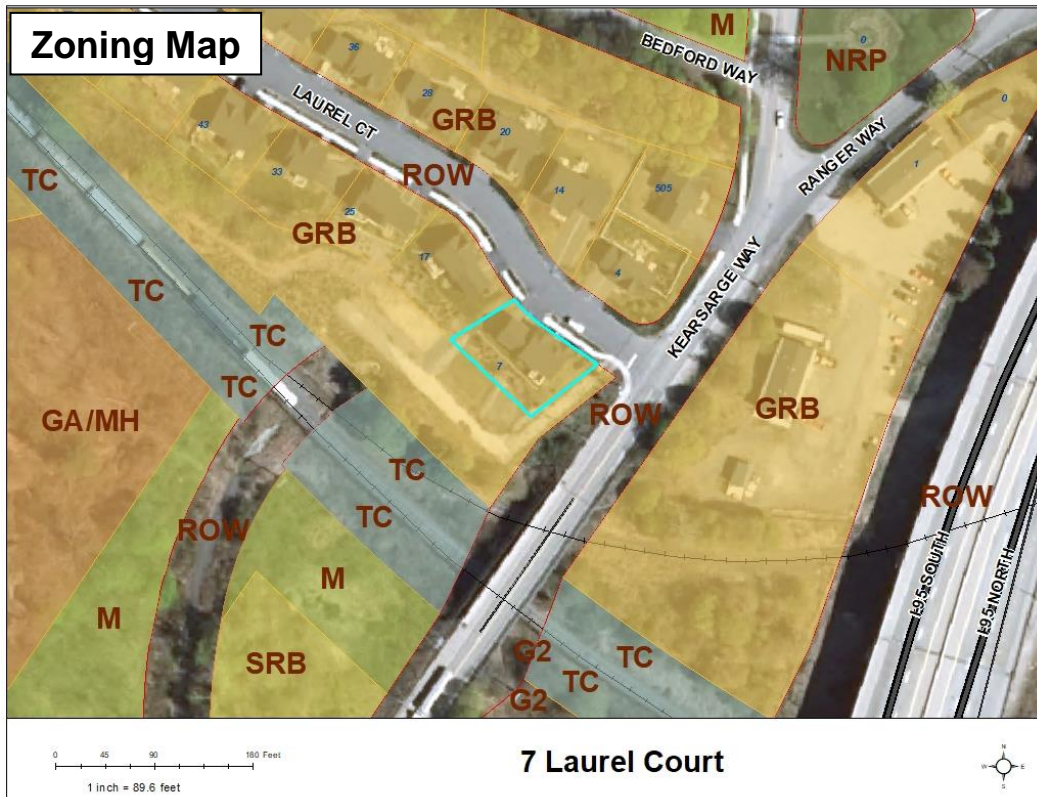 Zoning Map
M
BEDFORD WAY
NRP
0
36
28
GRB
20
LAUREL CT
43
ROW
33
25
GRB
14
505
RANGER WAY
1
0
TC
17
4
KEARSARGE WAY
TC
TC
TC
7
ROW
GRB
GA/MH
TC
TC
ROW
ROW
M
M
SRB
I-95 SOUTH
I-95 NORTH
G2
TC
TC
G2
0 45 90 180 Feet
1 inch = 89.6 feet
7 Laurel Court
N
W E
S